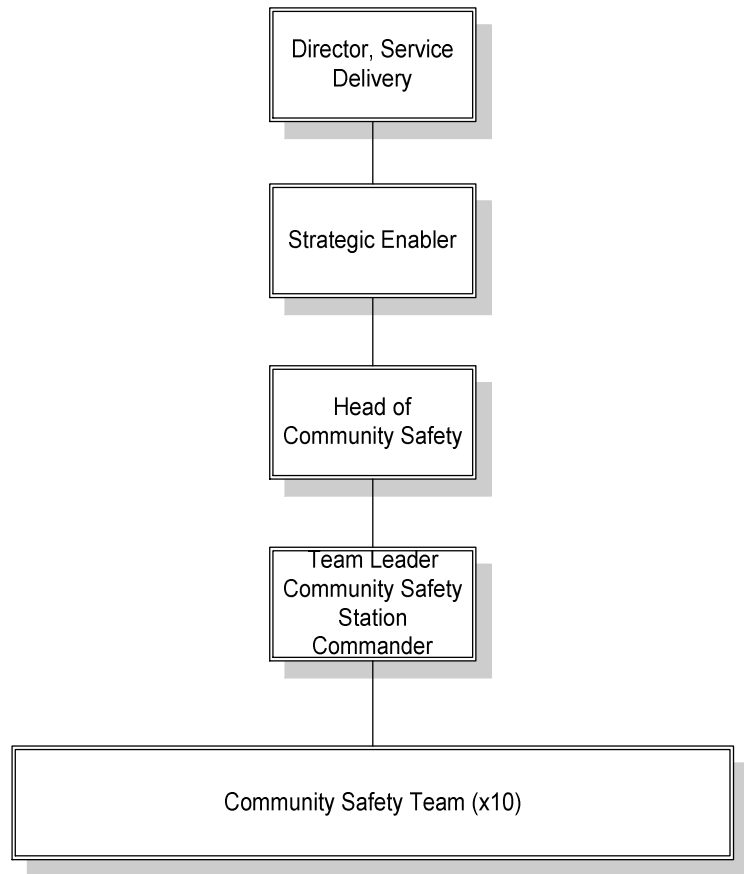 Director, Service
Delivery
Strategic Enabler
Head of
Community Safety
Team Leader
Community Safety
Station
Commander
Community Safety Team (x10)